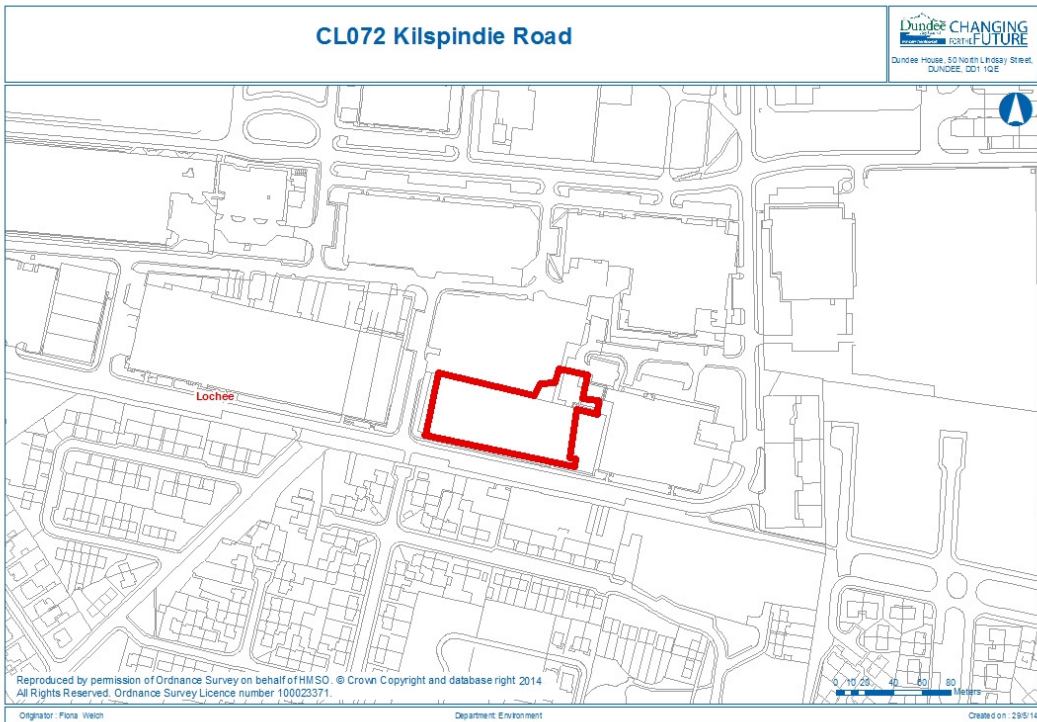 CL072 Kilspindie Road
Dundee CHANGING
FOR THE FUTURE
Dundee House, 50 North Lindsay Street,
DUNDEE, DD1 1QE
Lochee
Reproduced by permission of Ordnance Survey on behalf of HMSO. © Crown Copyright and database right 2014
All Rights Reserved. Ordnance Survey Licence number 100023371.
0 10 20 40 60 80
Meters
Originator : Fiona Welch
Department: Environment
Created on : 29/5/14